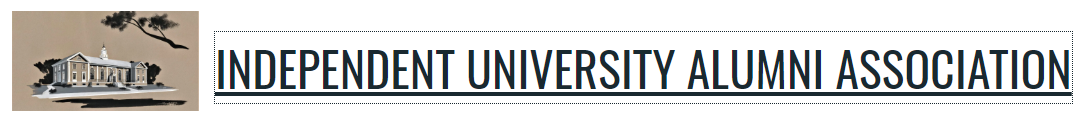 INDEPENDENT UNIVERSITY ALUMNI ASSOCIATION